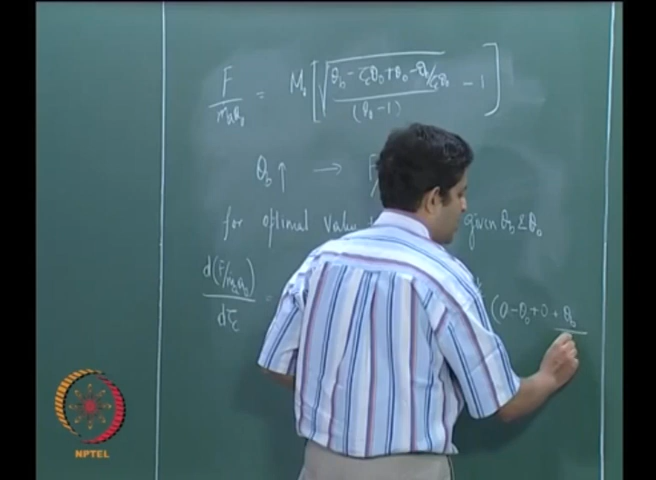 F/ṁₐa₀ = M₀ [ √( (θ_b − τ_c θ₀ + θ₀ − θ_b/τ_c θ₀) / (θ₀ − 1) ) − 1 ]
θ_b ↑ → F
for optimal value given θ_b & θ₀
d(F/ṁₐa₀)/dτ_c = (0 − θ₀ + 0 + θ_b
NPTEL